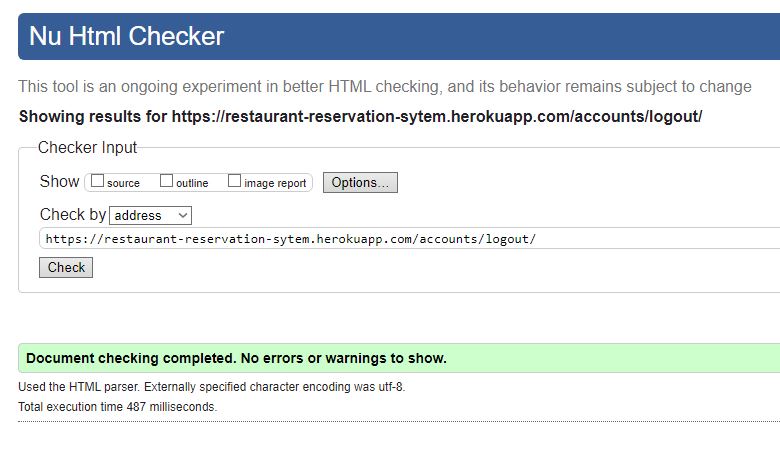 Nu Html Checker
This tool is an ongoing experiment in better HTML checking, and its behavior remains subject to change
Showing results for https://restaurant-reservation-sytem.herokuapp.com/accounts/logout/
Checker Input
Show source outline image report Options...
Check by address
https://restaurant-reservation-sytem.herokuapp.com/accounts/logout/
Check
Document checking completed. No errors or warnings to show.
Used the HTML parser. Externally specified character encoding was utf-8.
Total execution time 487 milliseconds.